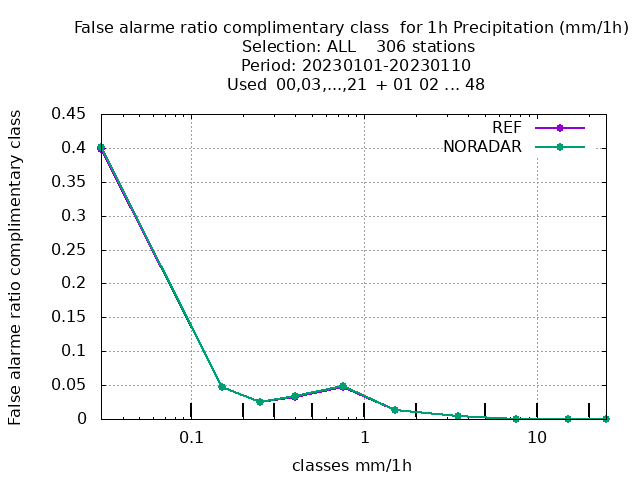 False alarme ratio complimentary class  for 1h Precipitation (mm/1h)
Selection: ALL    306 stations
Period: 20230101-20230110
Used  00,03,...,21  + 01 02 ... 48
REF
NORADAR
False alarme ratio complimentary class
0.45
0.4
0.35
0.3
0.25
0.2
0.15
0.1
0.05
0
0.1
1
10
classes mm/1h